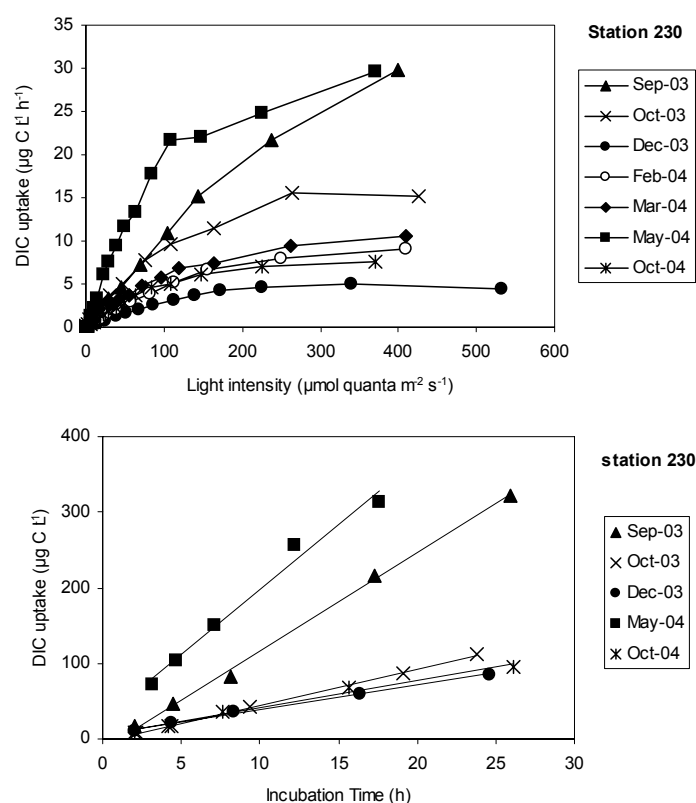 Station 230
35
30
25
20
15
10
5
0
DIC uptake (µg C L¹ h-¹)
0 100 200 300 400 500 600
Light intensity (µmol quanta m-2 s-1)
Sep-03
Oct-03
Dec-03
Feb-04
Mar-04
May-04
Oct-04
station 230
400
300
200
100
0
DIC uptake (µg C L¹)
0 5 10 15 20 25 30
Incubation Time (h)
Sep-03
Oct-03
Dec-03
May-04
Oct-04